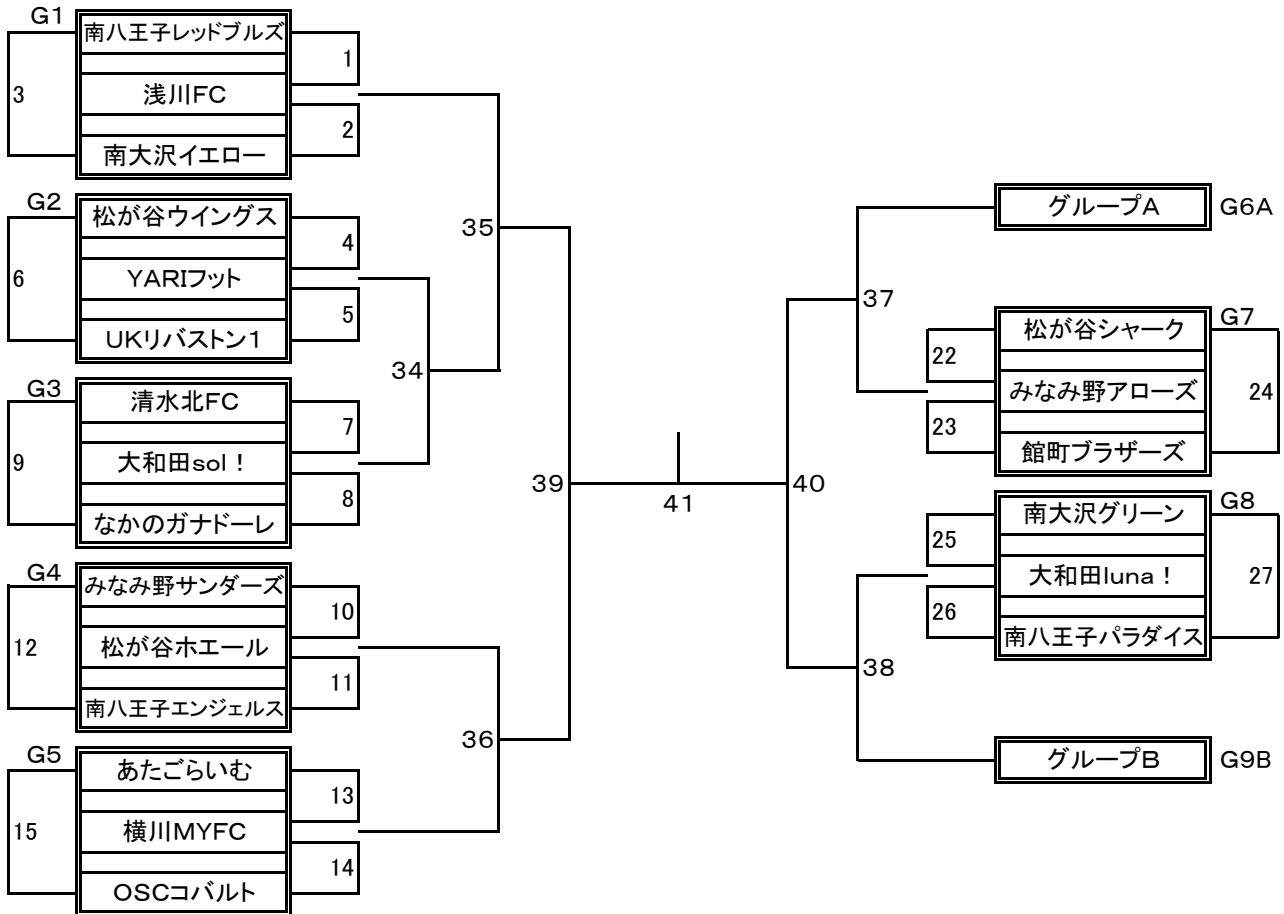 G1
南八王子レッドブルズ
1
3
浅川FC
2
南大沢イエロー
G2
松が谷ウイングス
4
6
YARIフット
5
UKリバストン1
G3
清水北FC
7
9
大和田sol！
8
なかのガナドーレ
G4
みなみ野サンダーズ
10
12
松が谷ホエール
11
南八王子エンジェルス
G5
あたごらいむ
13
15
横川MYFC
14
OSCコバルト
35
34
36
39
41
40
37
38
グループA
G6A
G7
松が谷シャーク
22
みなみ野アローズ
24
23
館町ブラザーズ
G8
南大沢グリーン
25
大和田luna！
27
26
南八王子パラダイス
グループB
G9B